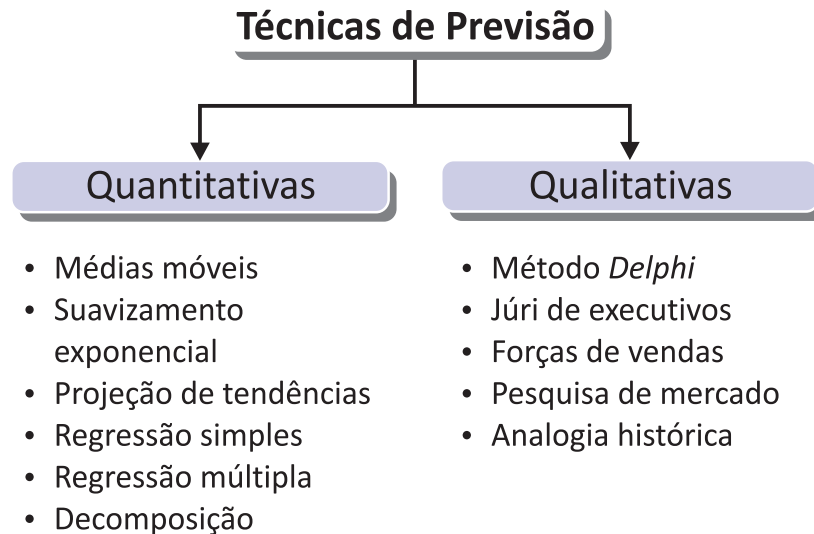 Técnicas de Previsão
Quantitativas
• Médias móveis
• Suavizamento
exponencial
• Projeção de tendências
• Regressão simples
• Regressão múltipla
• Decomposição
Qualitativas
• Método Delphi
• Júri de executivos
• Forças de vendas
• Pesquisa de mercado
• Analogia histórica